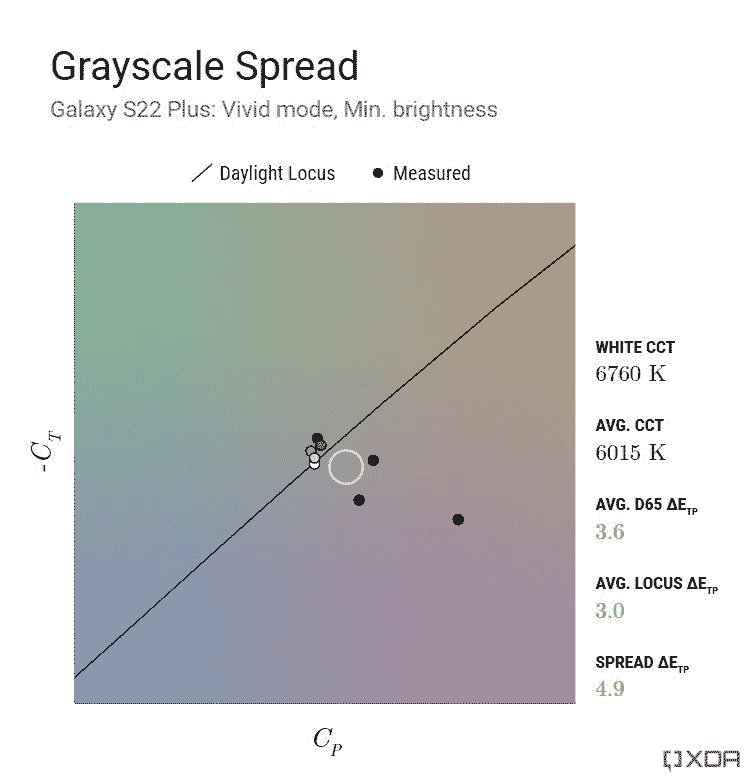 Grayscale Spread
Galaxy S22 Plus: Vivid mode, Min. brightness
Daylight Locus
Measured
WHITE CCT
6760 K
AVG. CCT
6015 K
-C_T
AVG. D65 ΔE_TP
3.6
AVG. LOCUS ΔE_TP
3.0
SPREAD ΔE_TP
4.9
C_P
XDA